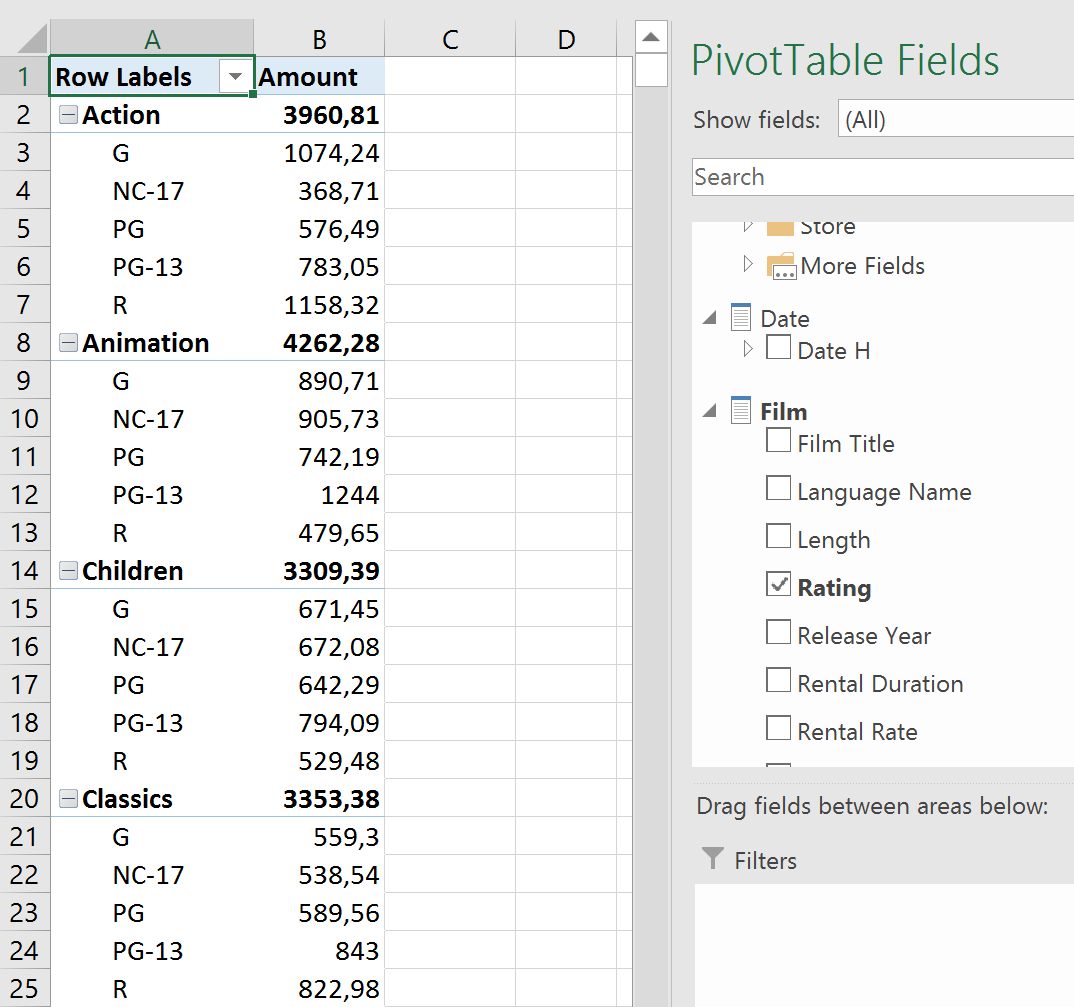 A B C D
1 Row Labels Amount
2 Action 3960,81
3 G 1074,24
4 NC-17 368,71
5 PG 576,49
6 PG-13 783,05
7 R 1158,32
8 Animation 4262,28
9 G 890,71
10 NC-17 905,73
11 PG 742,19
12 PG-13 1244
13 R 479,65
14 Children 3309,39
15 G 671,45
16 NC-17 672,08
17 PG 642,29
18 PG-13 794,09
19 R 529,48
20 Classics 3353,38
21 G 559,3
22 NC-17 538,54
23 PG 589,56
24 PG-13 843
25 R 822,98
PivotTable Fields
Show fields: (All)
Search
Store
More Fields
Date
Date H
Film
Film Title
Language Name
Length
Rating
Release Year
Rental Duration
Rental Rate
Drag fields between areas below:
Filters